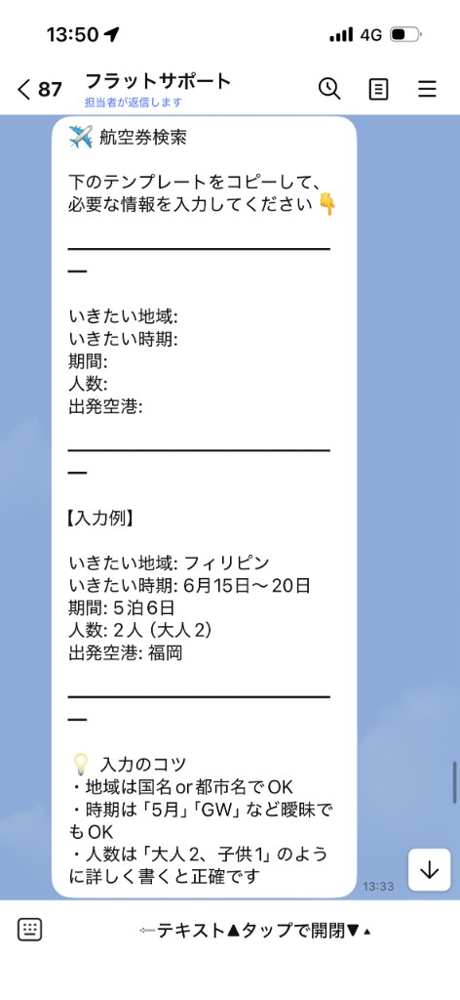 13:50
4G
87
フラットサポート
担当者が返信します
✈️ 航空券検索
下のテンプレートをコピーして、
必要な情報を入力してください👇
いきたい地域:
いきたい時期:
期間:
人数:
出発空港:
【入力例】
いきたい地域: フィリピン
いきたい時期: 6月15日〜20日
期間: 5泊6日
人数: 2人 (大人2)
出発空港: 福岡
💡 入力のコツ
・地域は国名or都市名でOK
・時期は「5月」「GW」など曖昧で
もOK
・人数は「大人2、子供1」のよう
に詳しく書くと正確です
13:33
⇦テキスト▲タップで開閉▼▲